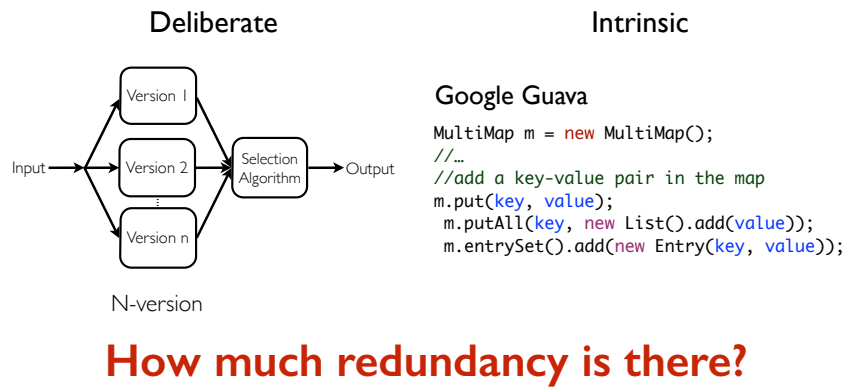 Deliberate
Intrinsic
Version 1
Input
Version 2
Selection
Algorithm
Output
Version n
N-version
Google Guava
MultiMap m = new MultiMap();
//…
//add a key-value pair in the map
m.put(key, value);
m.putAll(key, new List().add(value));
m.entrySet().add(new Entry(key, value));
How much redundancy is there?